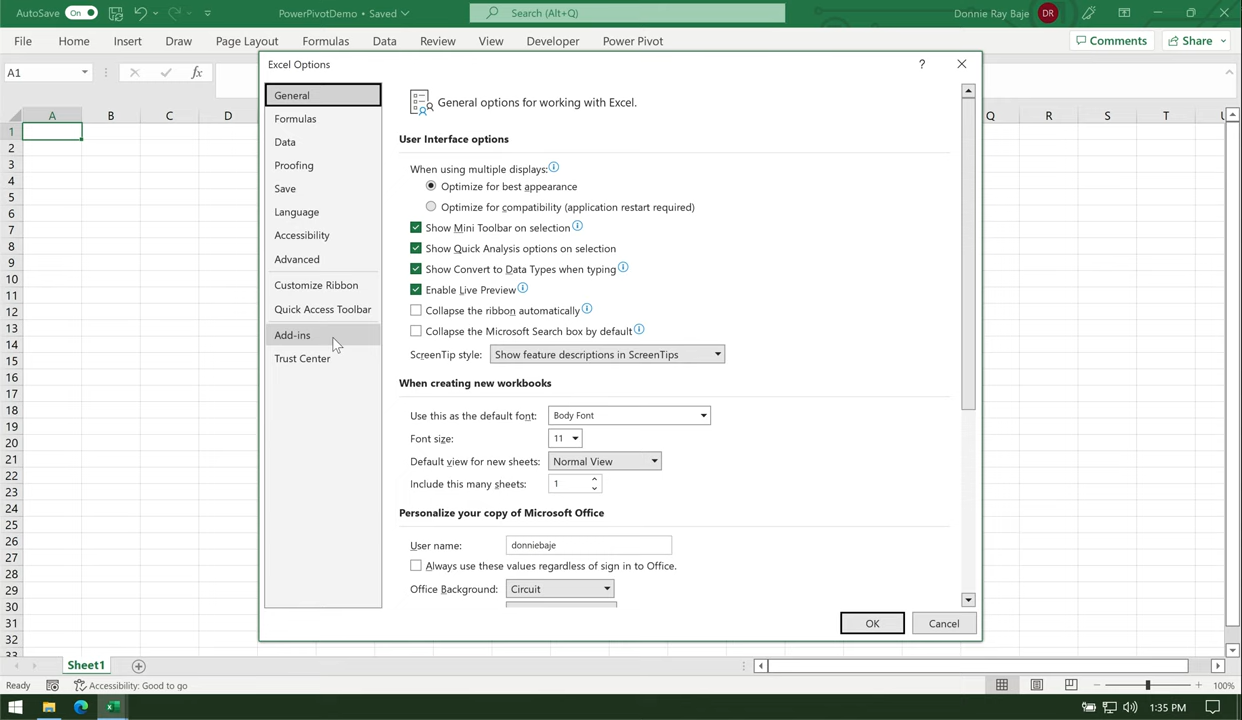 AutoSave On PowerPivotDemo • Saved Search (Alt+Q) Donnie Ray Baje DR
File Home Insert Draw Page Layout Formulas Data Review View Developer Power Pivot Comments Share
A1 fx
Excel Options ?
A B C D Q R S T U
1
2
3
4
5
6
7
8
9
10
11
12
13
14
15
16
17
18
19
20
21
22
23
24
25
26
27
28
29
30
31
32
33
General
Formulas
Data
Proofing
Save
Language
Accessibility
Advanced
Customize Ribbon
Quick Access Toolbar
Add-ins
Trust Center
General options for working with Excel.
User Interface options
When using multiple displays:
Optimize for best appearance
Optimize for compatibility (application restart required)
Show Mini Toolbar on selection
Show Quick Analysis options on selection
Show Convert to Data Types when typing
Enable Live Preview
Collapse the ribbon automatically
Collapse the Microsoft Search box by default
ScreenTip style: Show feature descriptions in ScreenTips
When creating new workbooks
Use this as the default font: Body Font
Font size: 11
Default view for new sheets: Normal View
Include this many sheets: 1
Personalize your copy of Microsoft Office
User name: donniebaje
Always use these values regardless of sign in to Office.
Office Background: Circuit
OK Cancel
Sheet1
Ready Accessibility: Good to go 100%
1:35 PM